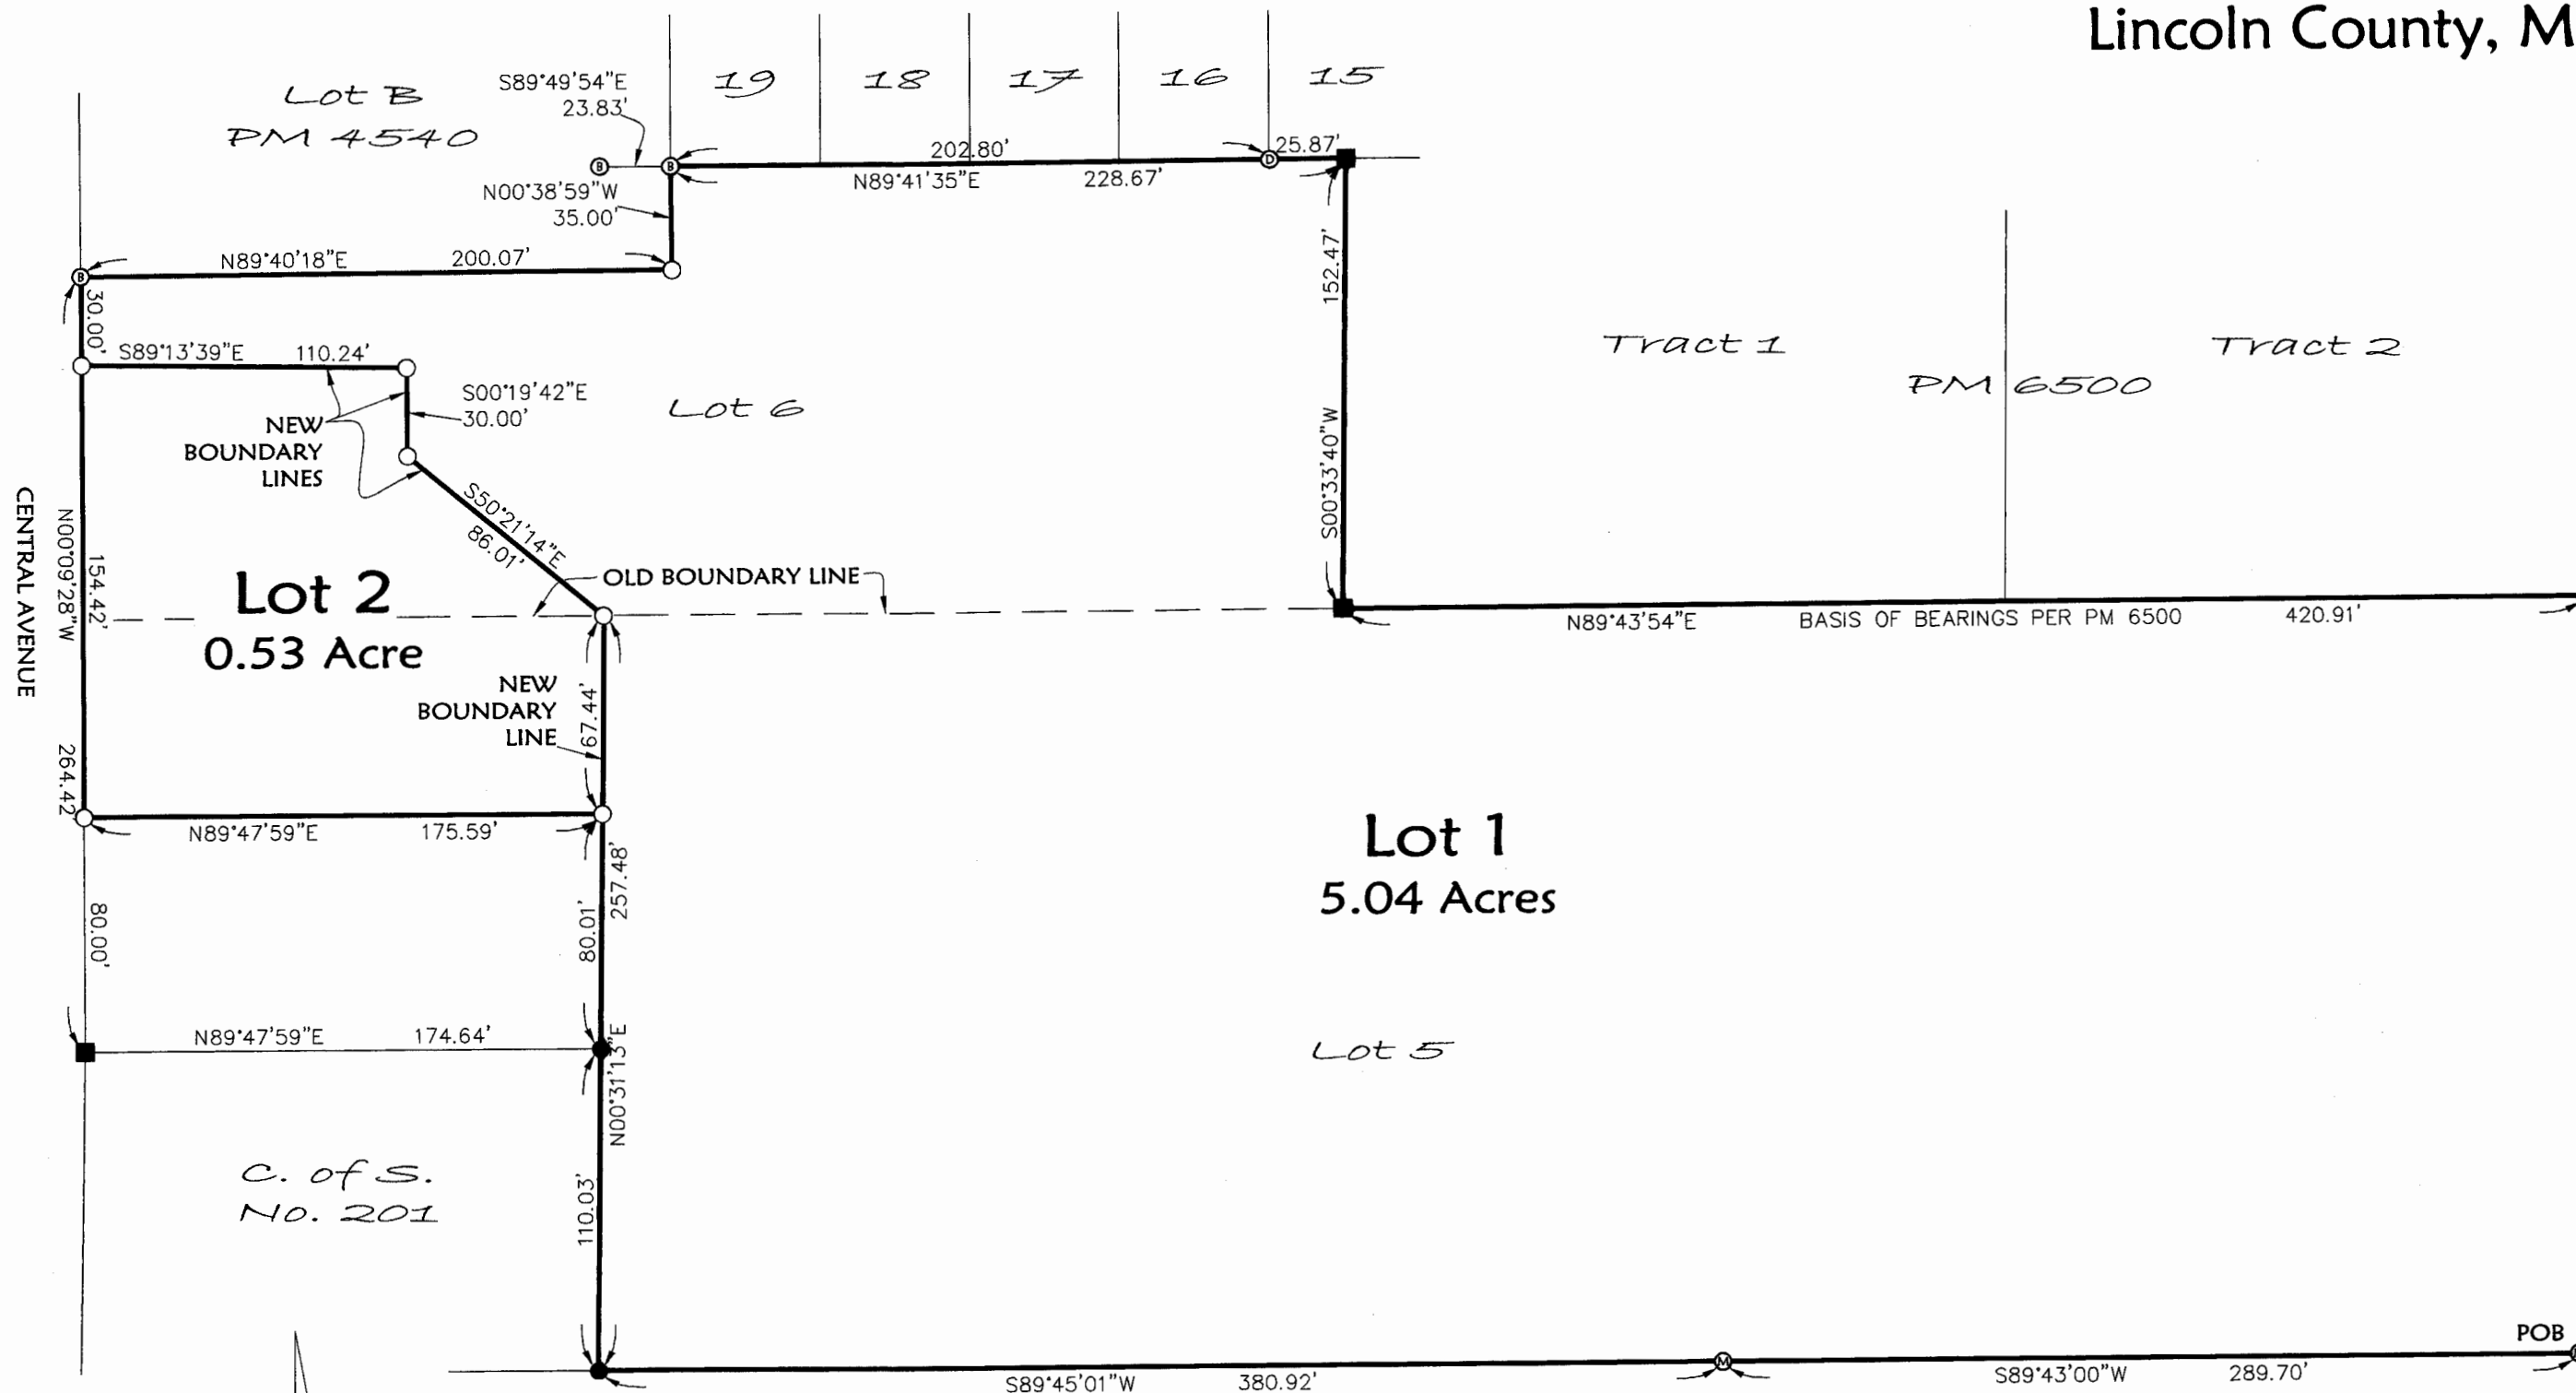 Lincoln County, M
Lot B
PM 4540
S89°49'54"E
23.83'
19
18
17
16
15
202.80'
25.87'
N89°41'35"E 228.67'
N00°38'59"W
35.00'
N89°40'18"E 200.07'
B
B
B
D
30.00'
S89°13'39"E 110.24'
S00°19'42"E
30.00'
NEW
BOUNDARY
LINES
Lot 6
152.47'
S00°33'40"W
Tract 1
Tract 2
PM 6500
S50°21'14"E
86.01'
OLD BOUNDARY LINE
CENTRAL AVENUE
N00°09'28"W
154.42'
264.42'
Lot 2
0.53 Acre
N89°43'54"E BASIS OF BEARINGS PER PM 6500 420.91'
NEW
BOUNDARY
LINE
67.44'
N89°47'59"E 175.59'
257.48'
80.01'
80.00'
Lot 1
5.04 Acres
N89°47'59"E 174.64'
N00°31'13"E
Lot 5
C. of S.
No. 201
110.03'
POB
M
S89°45'01"W 380.92'
S89°43'00"W 289.70'